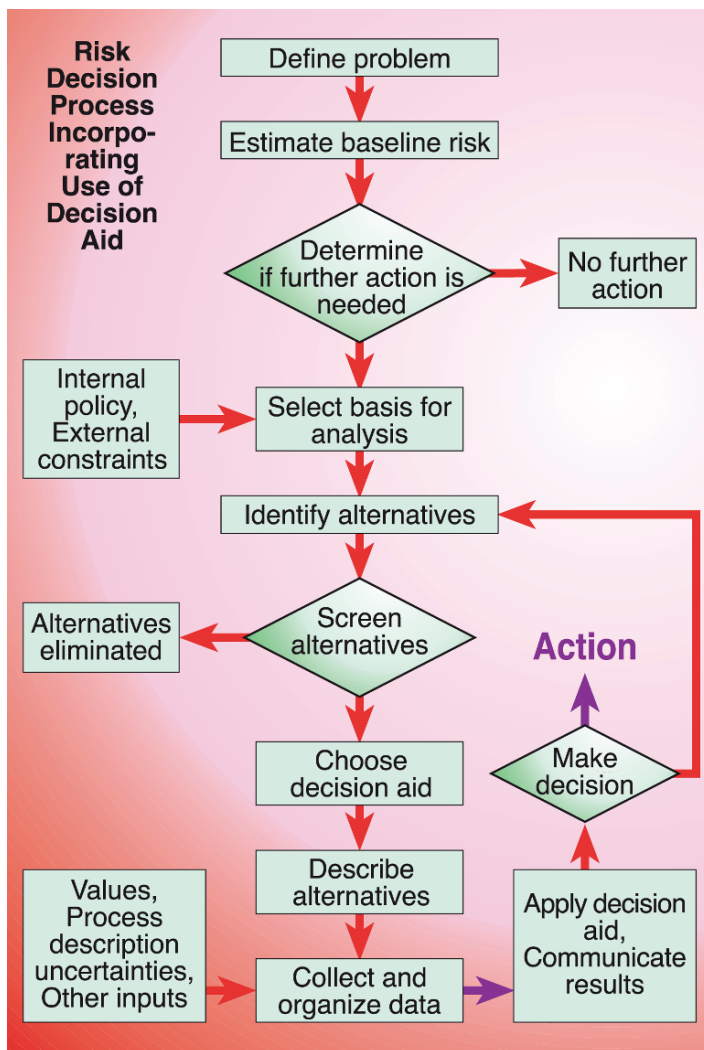 Risk
Decision
Process
Incorpo-
rating
Use of
Decision
Aid
Define problem
Estimate baseline risk
Determine
if further action is
needed
No further
action
Internal
policy,
External
constraints
Select basis for
analysis
Identify alternatives
Screen
alternatives
Alternatives
eliminated
Action
Make
decision
Choose
decision aid
Describe
alternatives
Values,
Process
description
uncertainties,
Other inputs
Collect and
organize data
Apply decision
aid,
Communicate
results